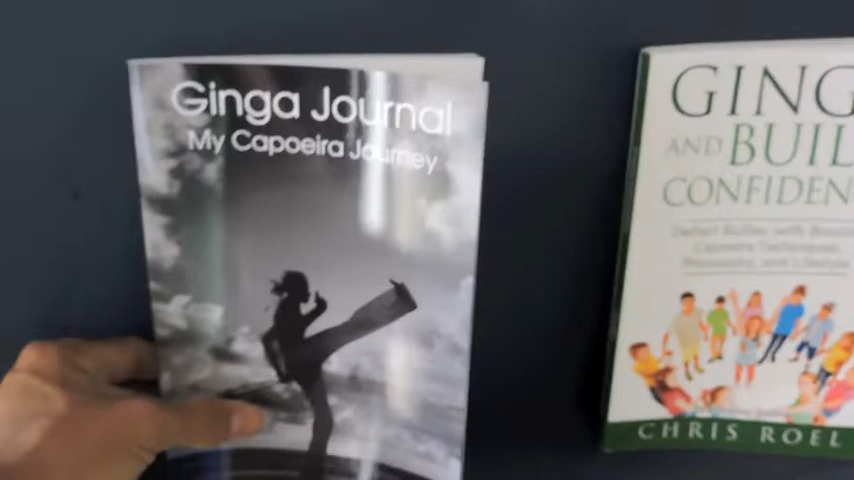 Ginga Journal
My Capoeira Journey
GING
AND BUIL
CONFIDEN
CHRIS ROEL